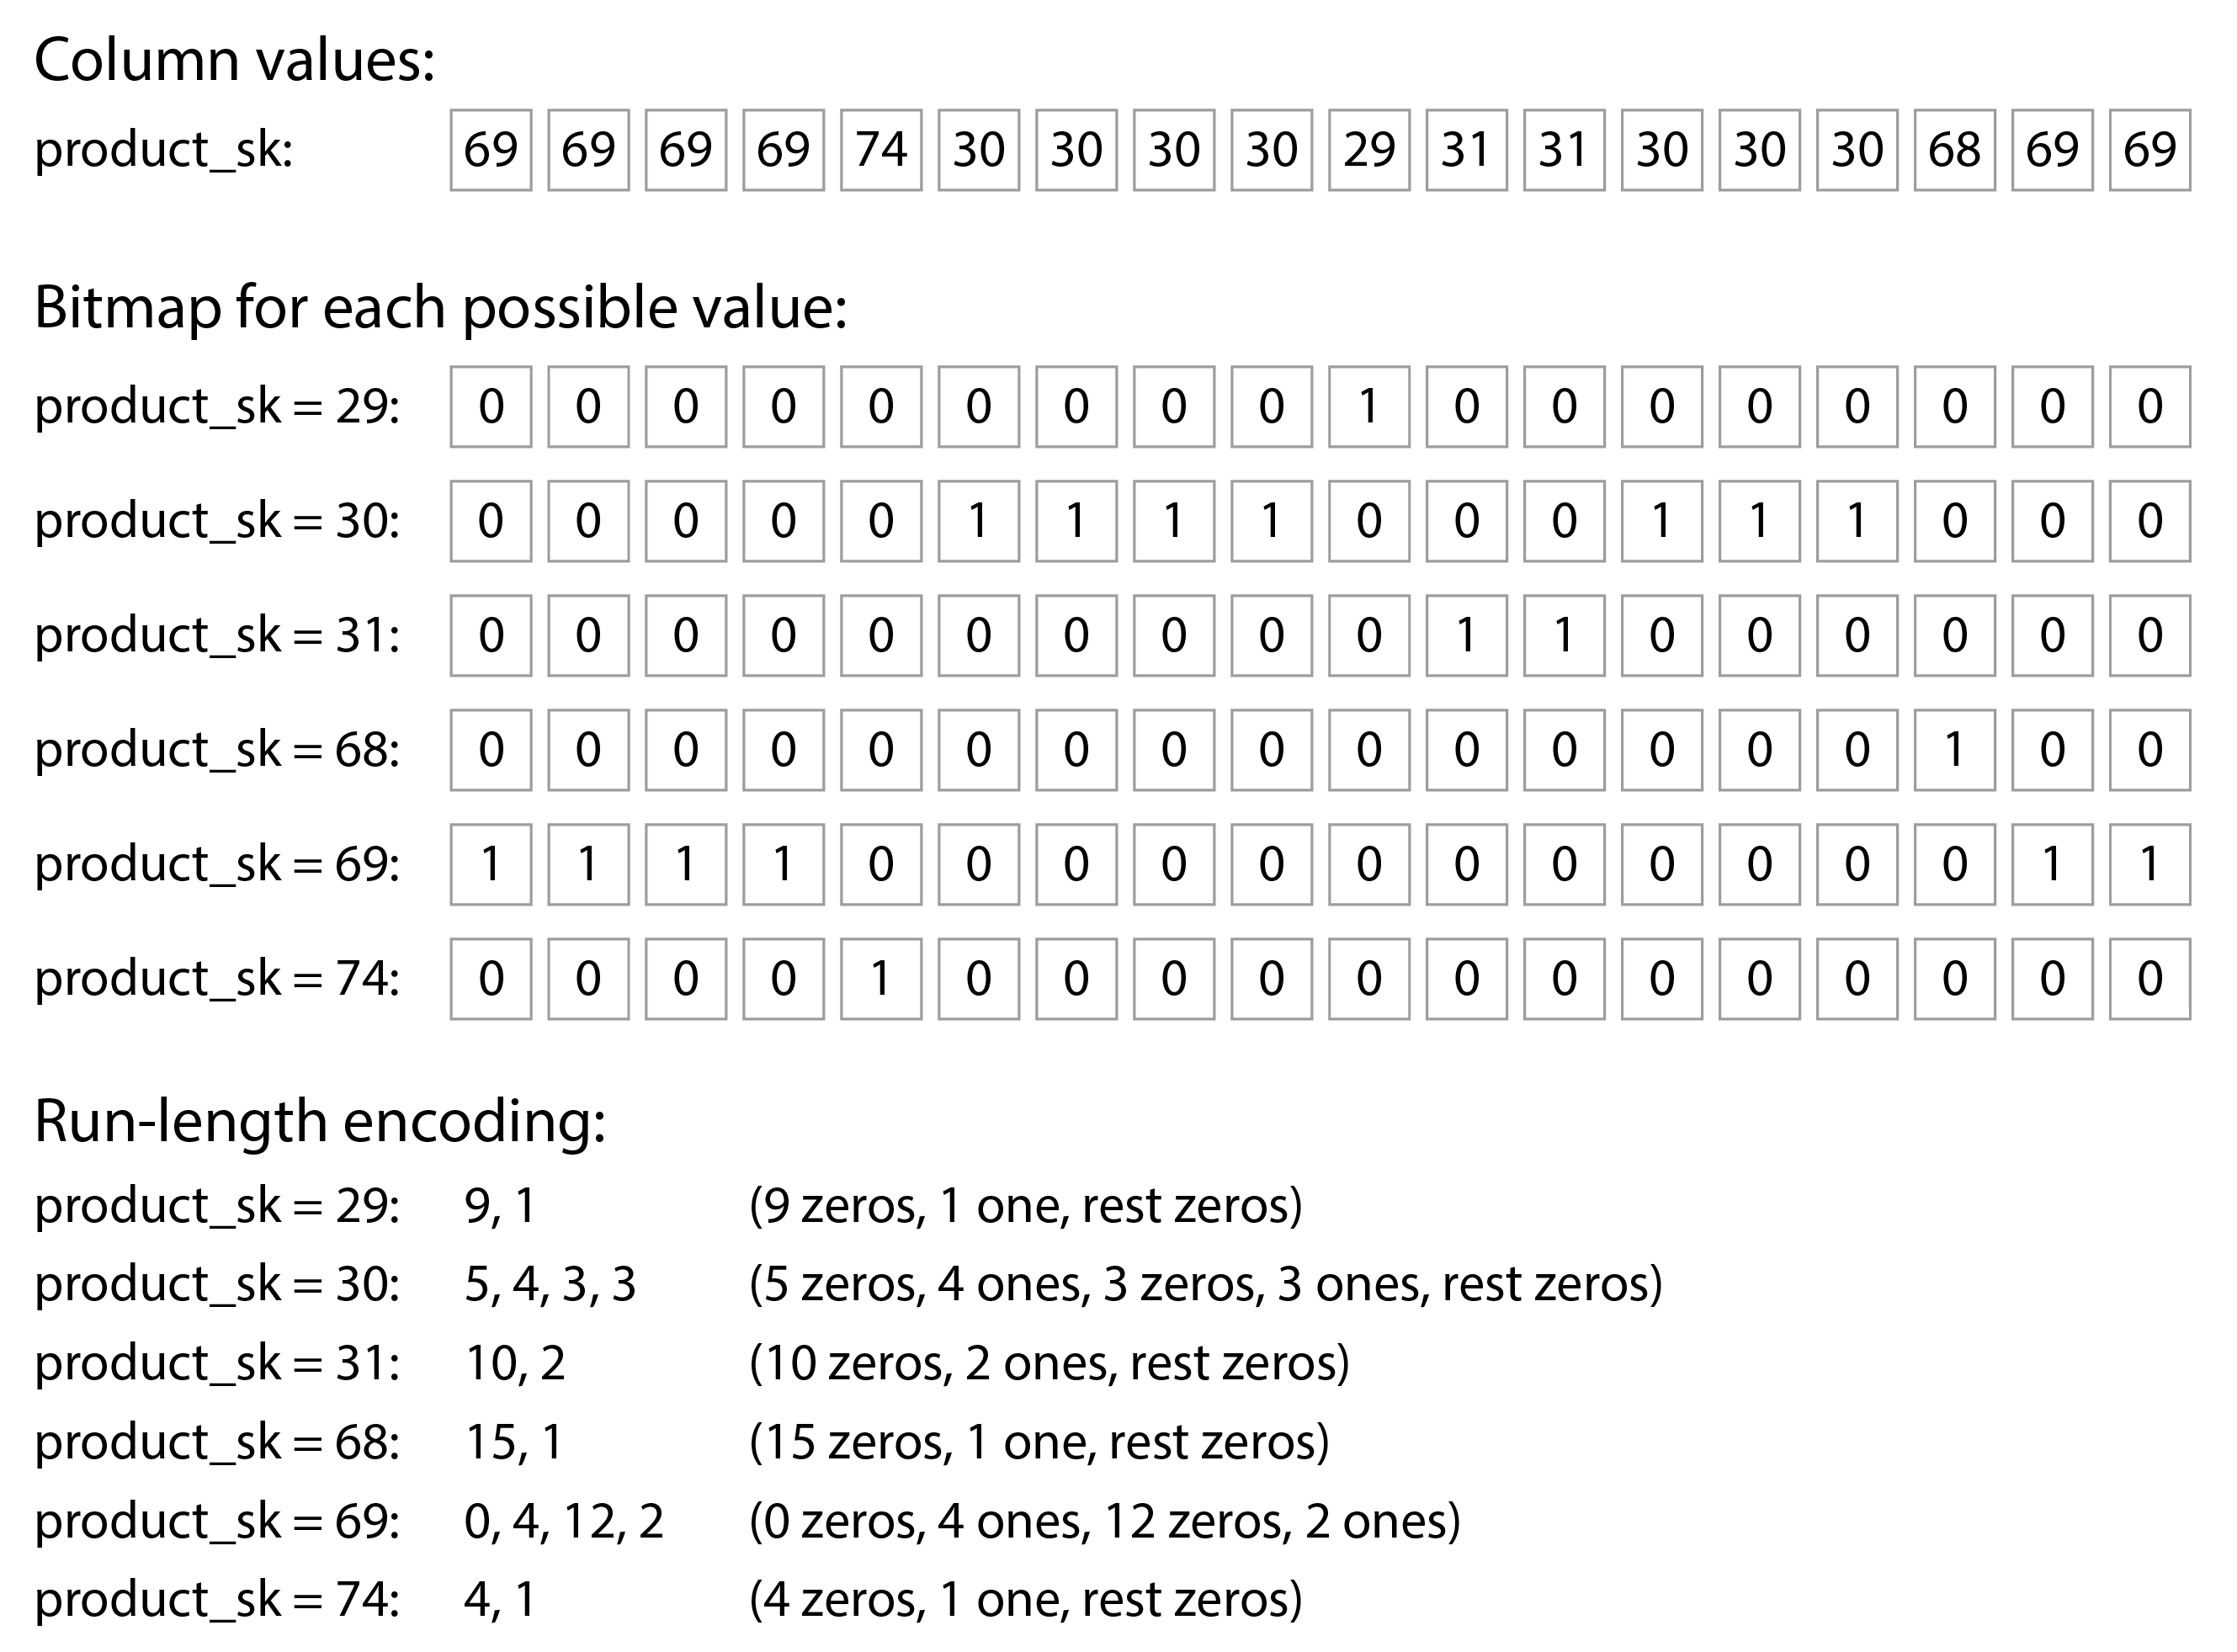 Column values:
product_sk: 69 69 69 69 74 30 30 30 30 29 31 31 30 30 30 68 69 69
Bitmap for each possible value:
product_sk = 29: 0 0 0 0 0 0 0 0 0 1 0 0 0 0 0 0 0 0
product_sk = 30: 0 0 0 0 0 1 1 1 1 0 0 0 1 1 1 0 0 0
product_sk = 31: 0 0 0 0 0 0 0 0 0 0 1 1 0 0 0 0 0 0
product_sk = 68: 0 0 0 0 0 0 0 0 0 0 0 0 0 0 0 1 0 0
product_sk = 69: 1 1 1 1 0 0 0 0 0 0 0 0 0 0 0 0 1 1
product_sk = 74: 0 0 0 0 1 0 0 0 0 0 0 0 0 0 0 0 0 0
Run-length encoding:
product_sk = 29: 9, 1 (9 zeros, 1 one, rest zeros)
product_sk = 30: 5, 4, 3, 3 (5 zeros, 4 ones, 3 zeros, 3 ones, rest zeros)
product_sk = 31: 10, 2 (10 zeros, 2 ones, rest zeros)
product_sk = 68: 15, 1 (15 zeros, 1 one, rest zeros)
product_sk = 69: 0, 4, 12, 2 (0 zeros, 4 ones, 12 zeros, 2 ones)
product_sk = 74: 4, 1 (4 zeros, 1 one, rest zeros)